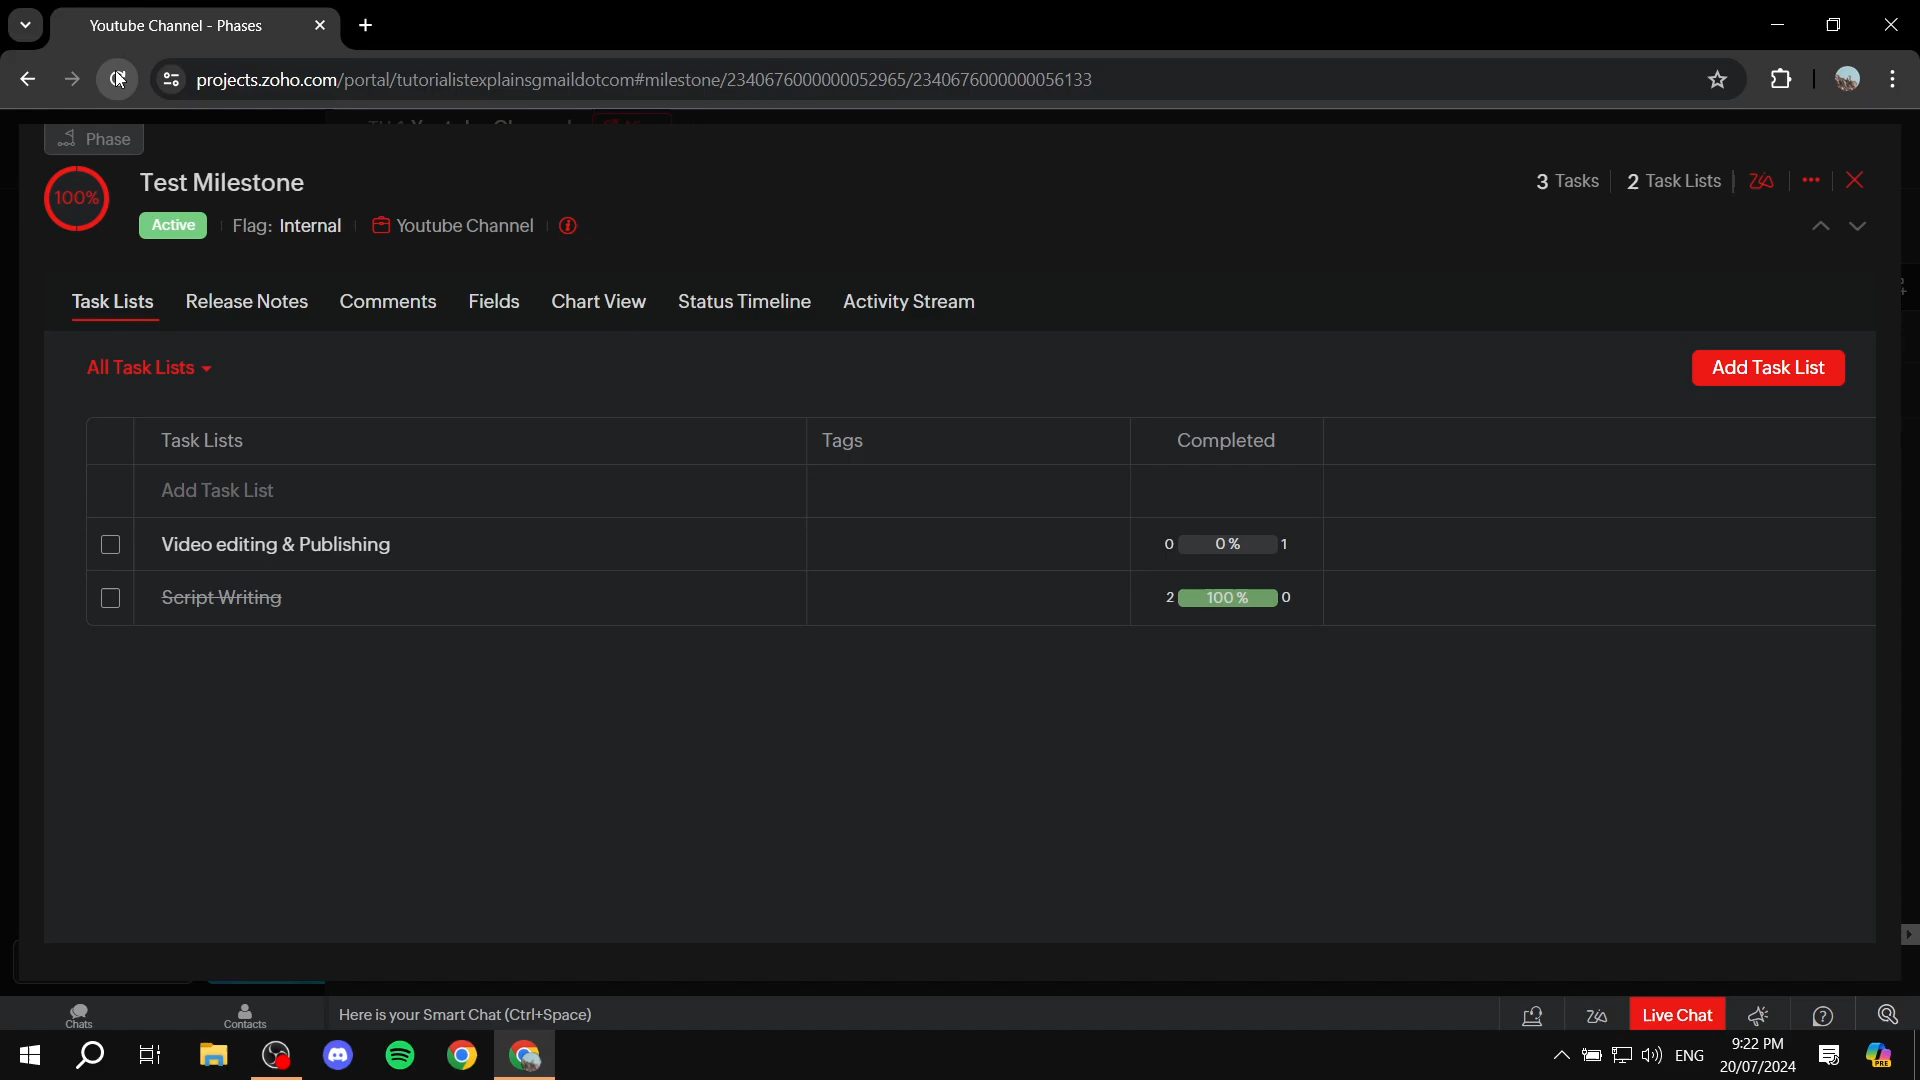 Youtube Channel - Phases
projects.zoho.com/portal/tutorialistexplainsgmaildotcom#milestone/2340676000000052965/2340676000000056133
Phase
100%
Test Milestone
3 Tasks
2 Task Lists
Active
Flag: Internal
Youtube Channel
Task Lists
Release Notes
Comments
Fields
Chart View
Status Timeline
Activity Stream
All Task Lists
Add Task List
Task Lists
Tags
Completed
Add Task List
Video editing & Publishing
0 0 % 1
Script Writing
2 100 % 0
Chats
Contacts
Here is your Smart Chat (Ctrl+Space)
Live Chat
ENG
9:22 PM
20/07/2024
PRE